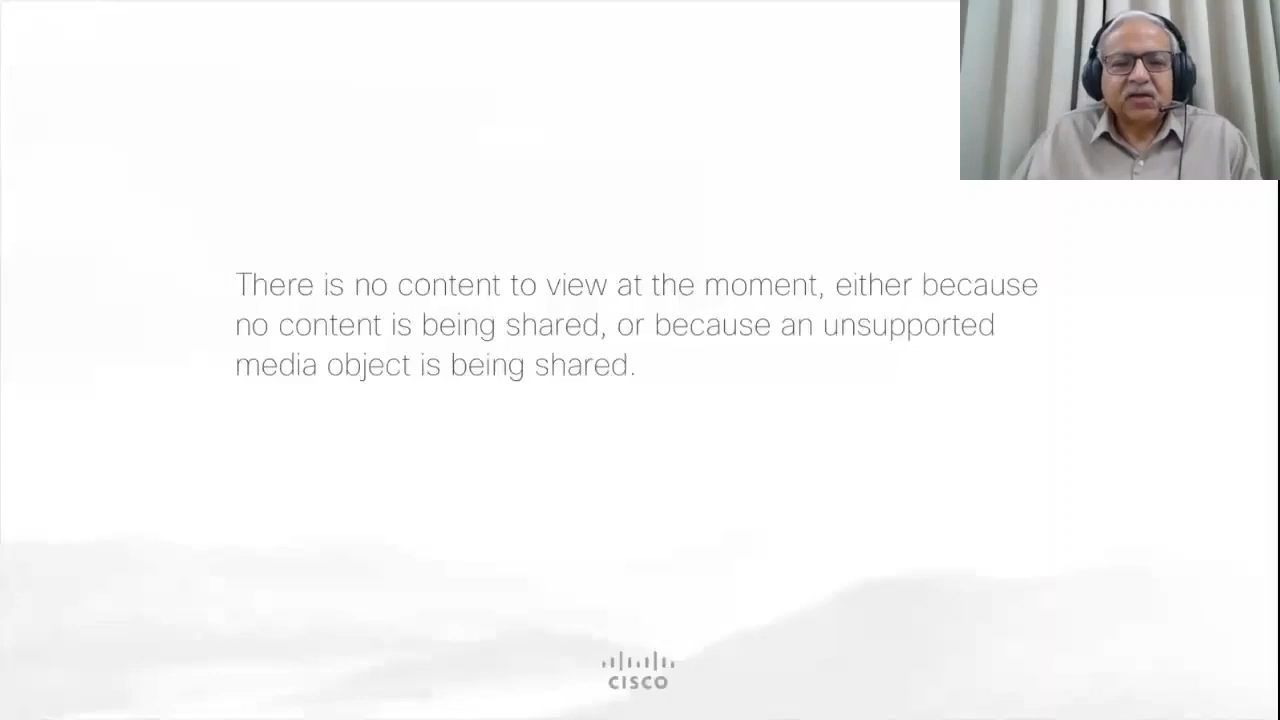 There is no content to view at the moment, either because
no content is being shared, or because an unsupported
media object is being shared.
CISCO